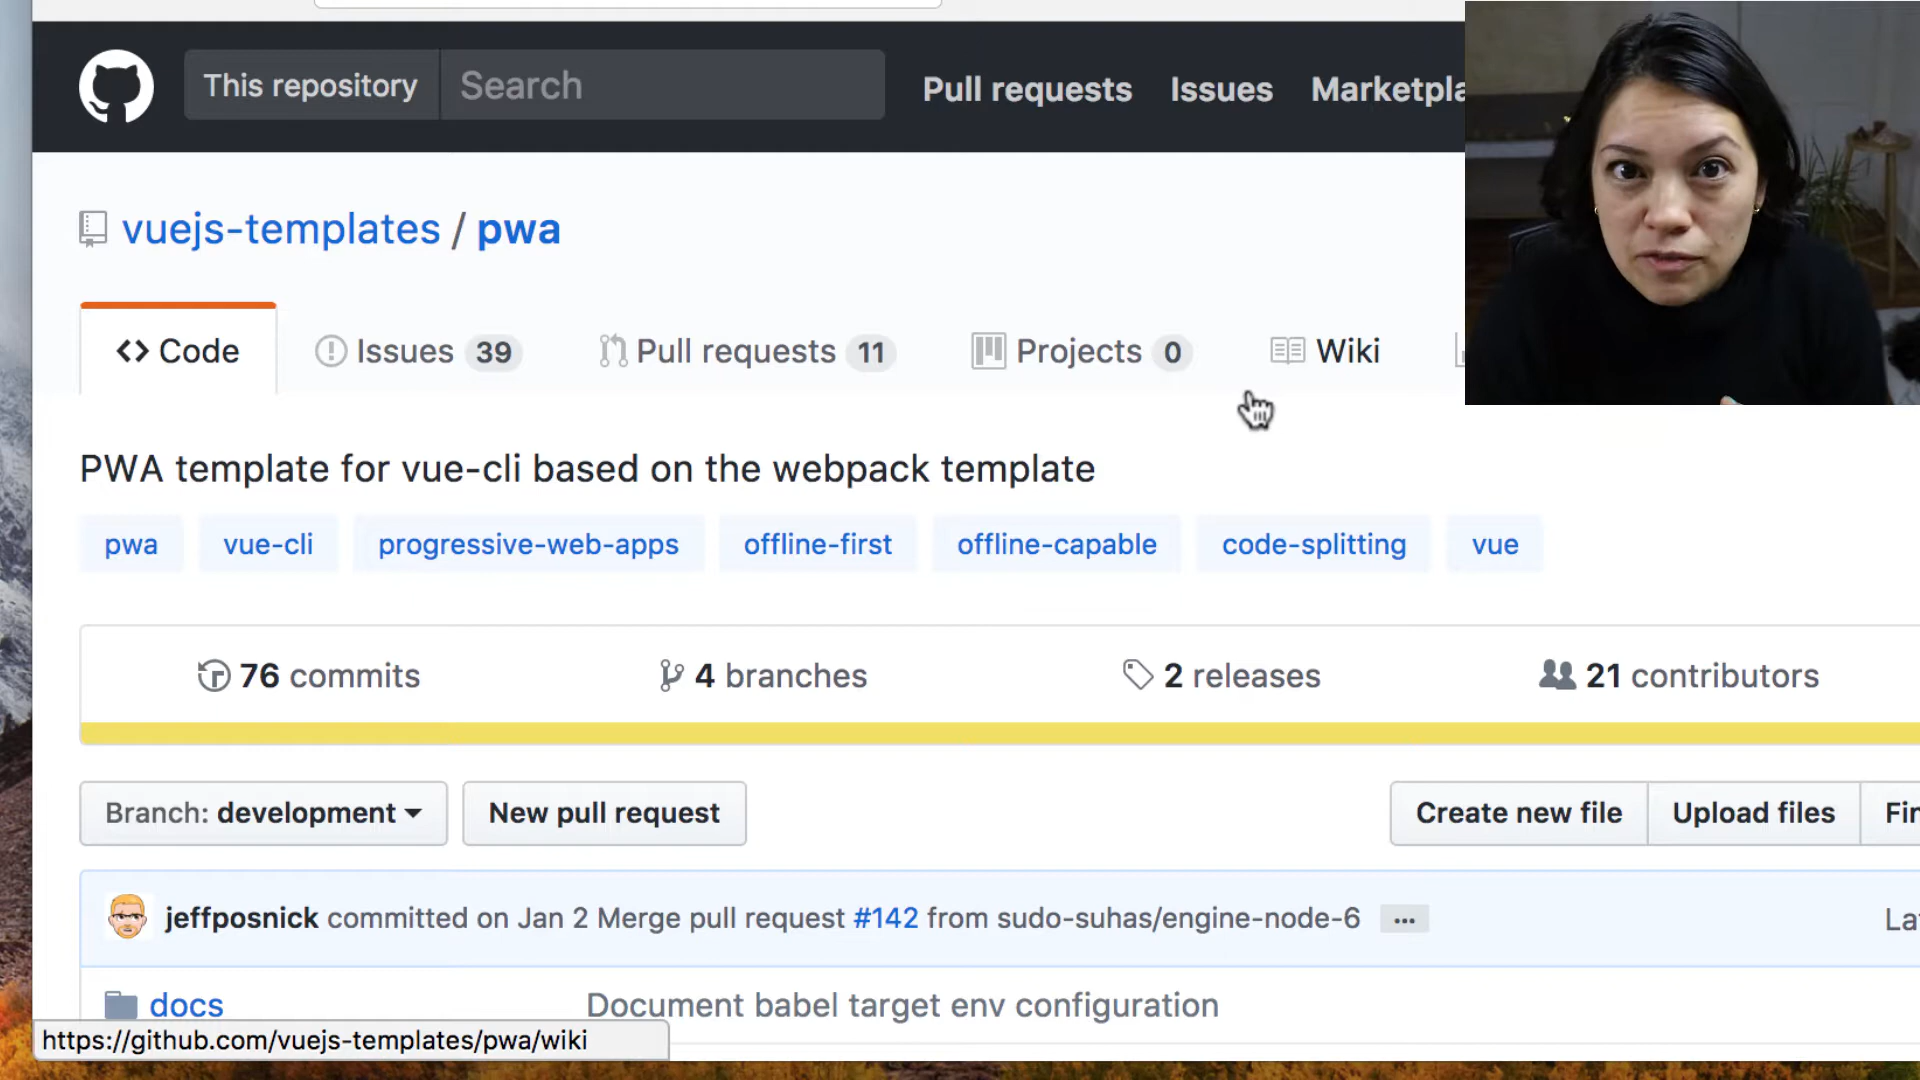 This repository Search Pull requests Issues Marketpla
vuejs-templates / pwa
Code Issues 39 Pull requests 11 Projects 0 Wiki
PWA template for vue-cli based on the webpack template
pwa vue-cli progressive-web-apps offline-first offline-capable code-splitting vue
76 commits 4 branches 2 releases 21 contributors
Branch: development New pull request Create new file Upload files Fin
jeffposnick committed on Jan 2 Merge pull request #142 from sudo-suhas/engine-node-6 ... La
docs Document babel target env configuration
https://github.com/vuejs-templates/pwa/wiki